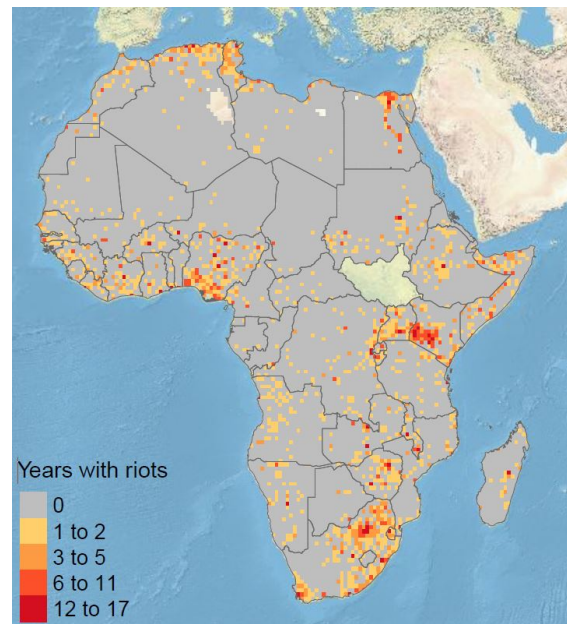 Years with riots
0
1 to 2
3 to 5
6 to 11
12 to 17